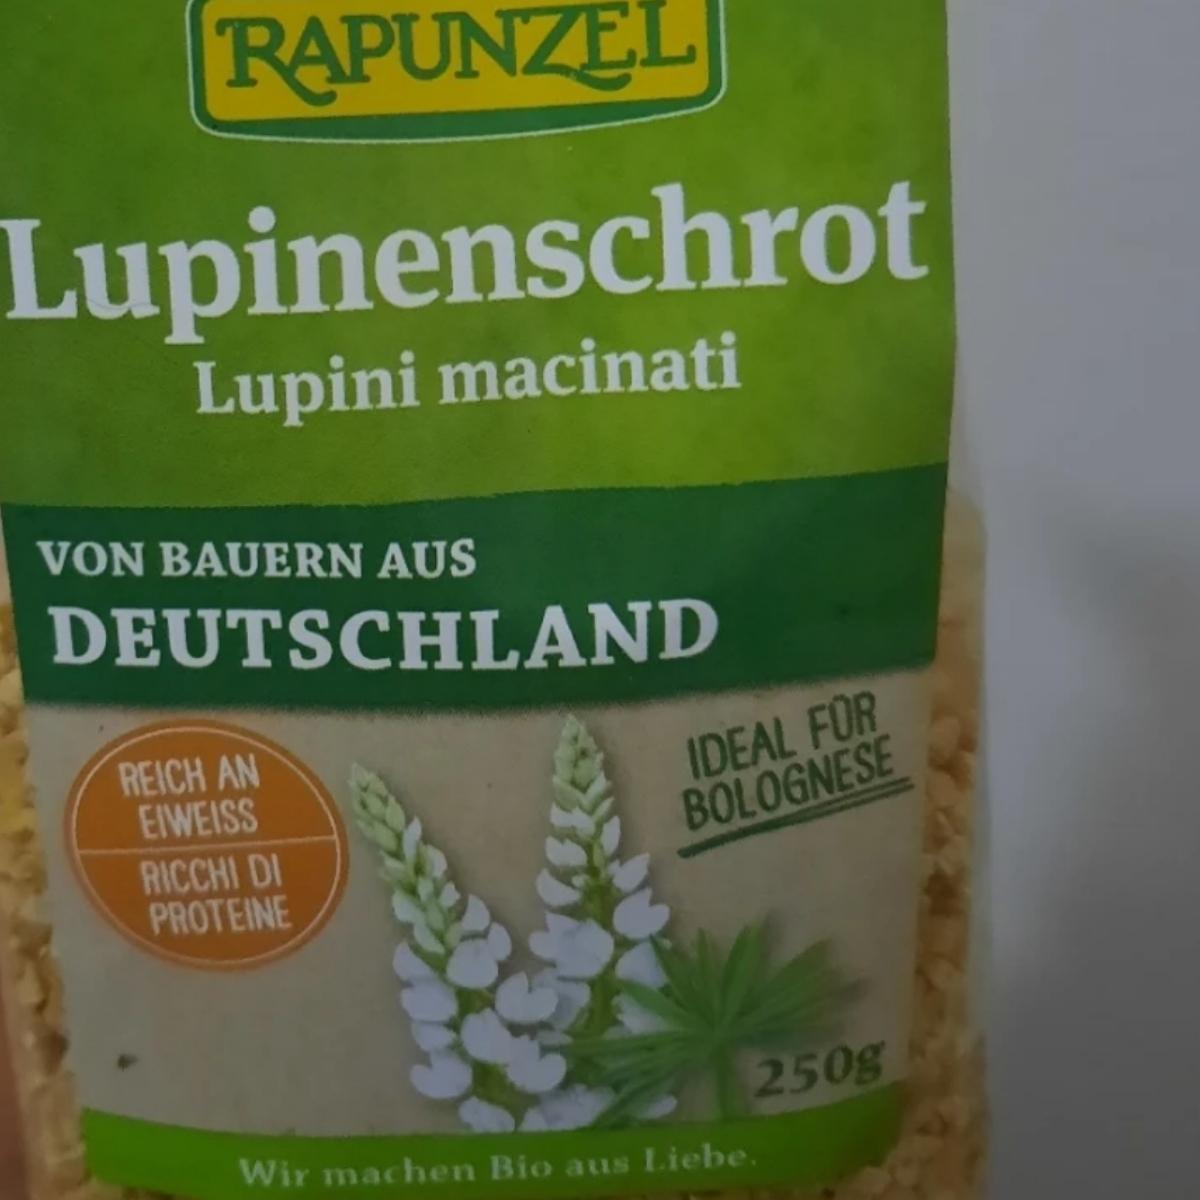 RAPUNZEL
Lupinenschrot
Lupini macinati
VON BAUERN AUS
DEUTSCHLAND
REICH AN
EIWEISS
RICCHI DI
PROTEINE
IDEAL FÜR
BOLOGNESE
250g
Wir machen Bio aus Liebe.